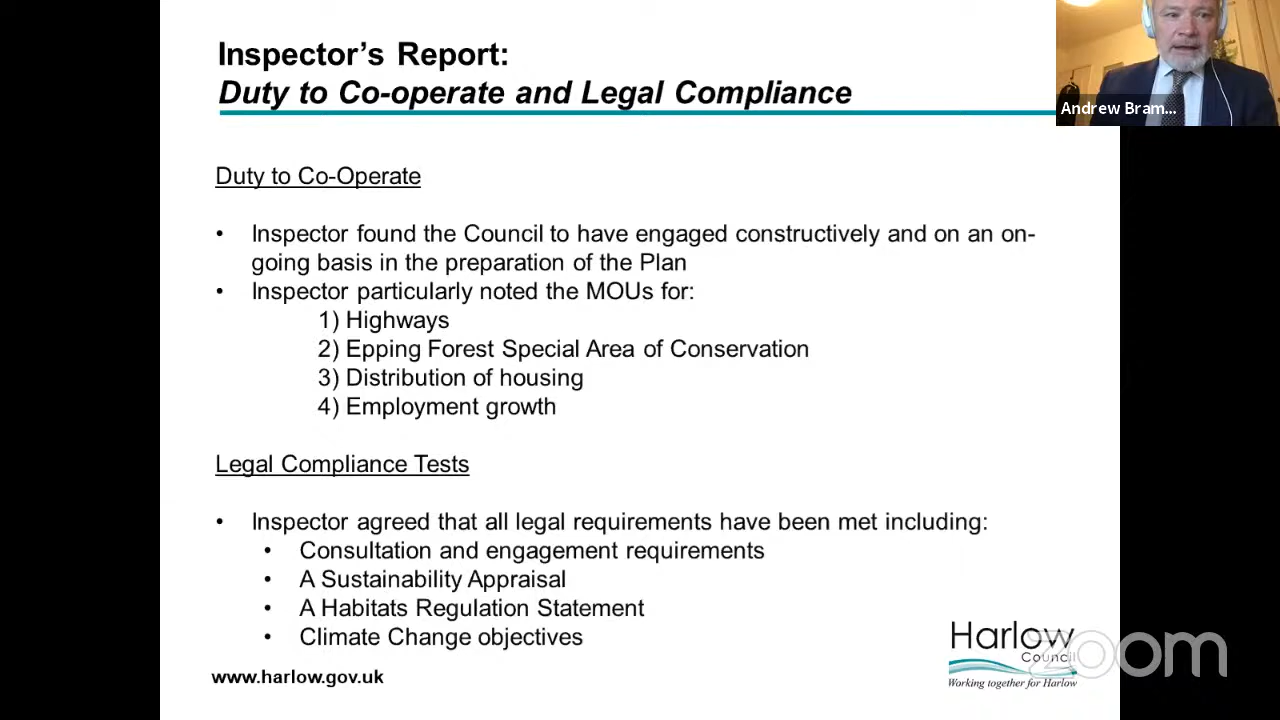 Inspector's Report:
Duty to Co-operate and Legal Compliance
Andrew Bram...
Duty to Co-Operate
• Inspector found the Council to have engaged constructively and on an on-
going basis in the preparation of the Plan
• Inspector particularly noted the MOUs for:
1) Highways
2) Epping Forest Special Area of Conservation
3) Distribution of housing
4) Employment growth
Legal Compliance Tests
• Inspector agreed that all legal requirements have been met including:
• Consultation and engagement requirements
• A Sustainability Appraisal
• A Habitats Regulation Statement
• Climate Change objectives
Harlow
Council
Working together for Harlow
zoom
www.harlow.gov.uk